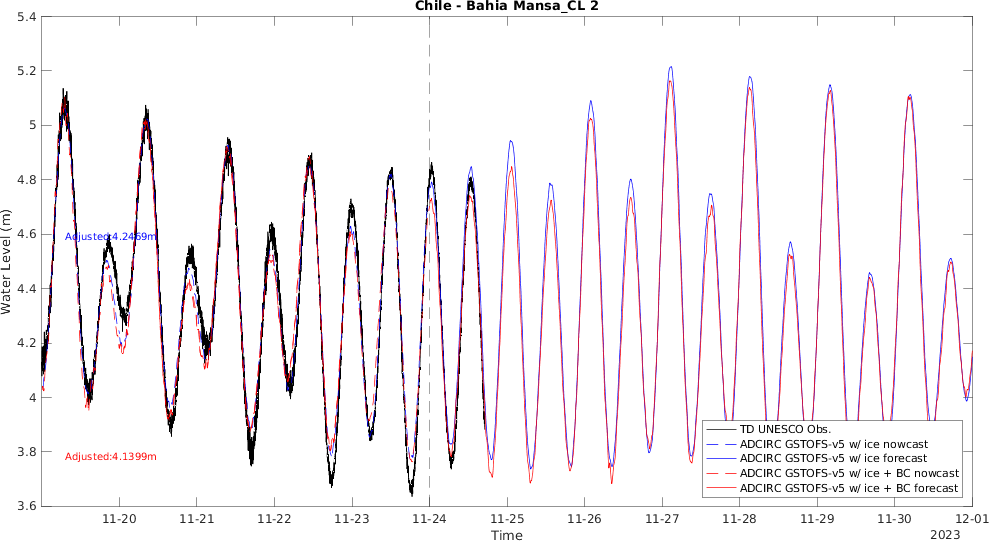 Chile - Bahia Mansa_CL 2
Water Level (m)
5.4
5.2
5
4.8
4.6
4.4
4.2
4
3.8
3.6
Adjusted:4.2469m
Adjusted:4.1399m
TD UNESCO Obs.
ADCIRC GSTOFS-v5 w/ ice nowcast
ADCIRC GSTOFS-v5 w/ ice forecast
ADCIRC GSTOFS-v5 w/ ice + BC nowcast
ADCIRC GSTOFS-v5 w/ ice + BC forecast
11-20 11-21 11-22 11-23 11-24 11-25 11-26 11-27 11-28 11-29 11-30 12-01
Time
2023